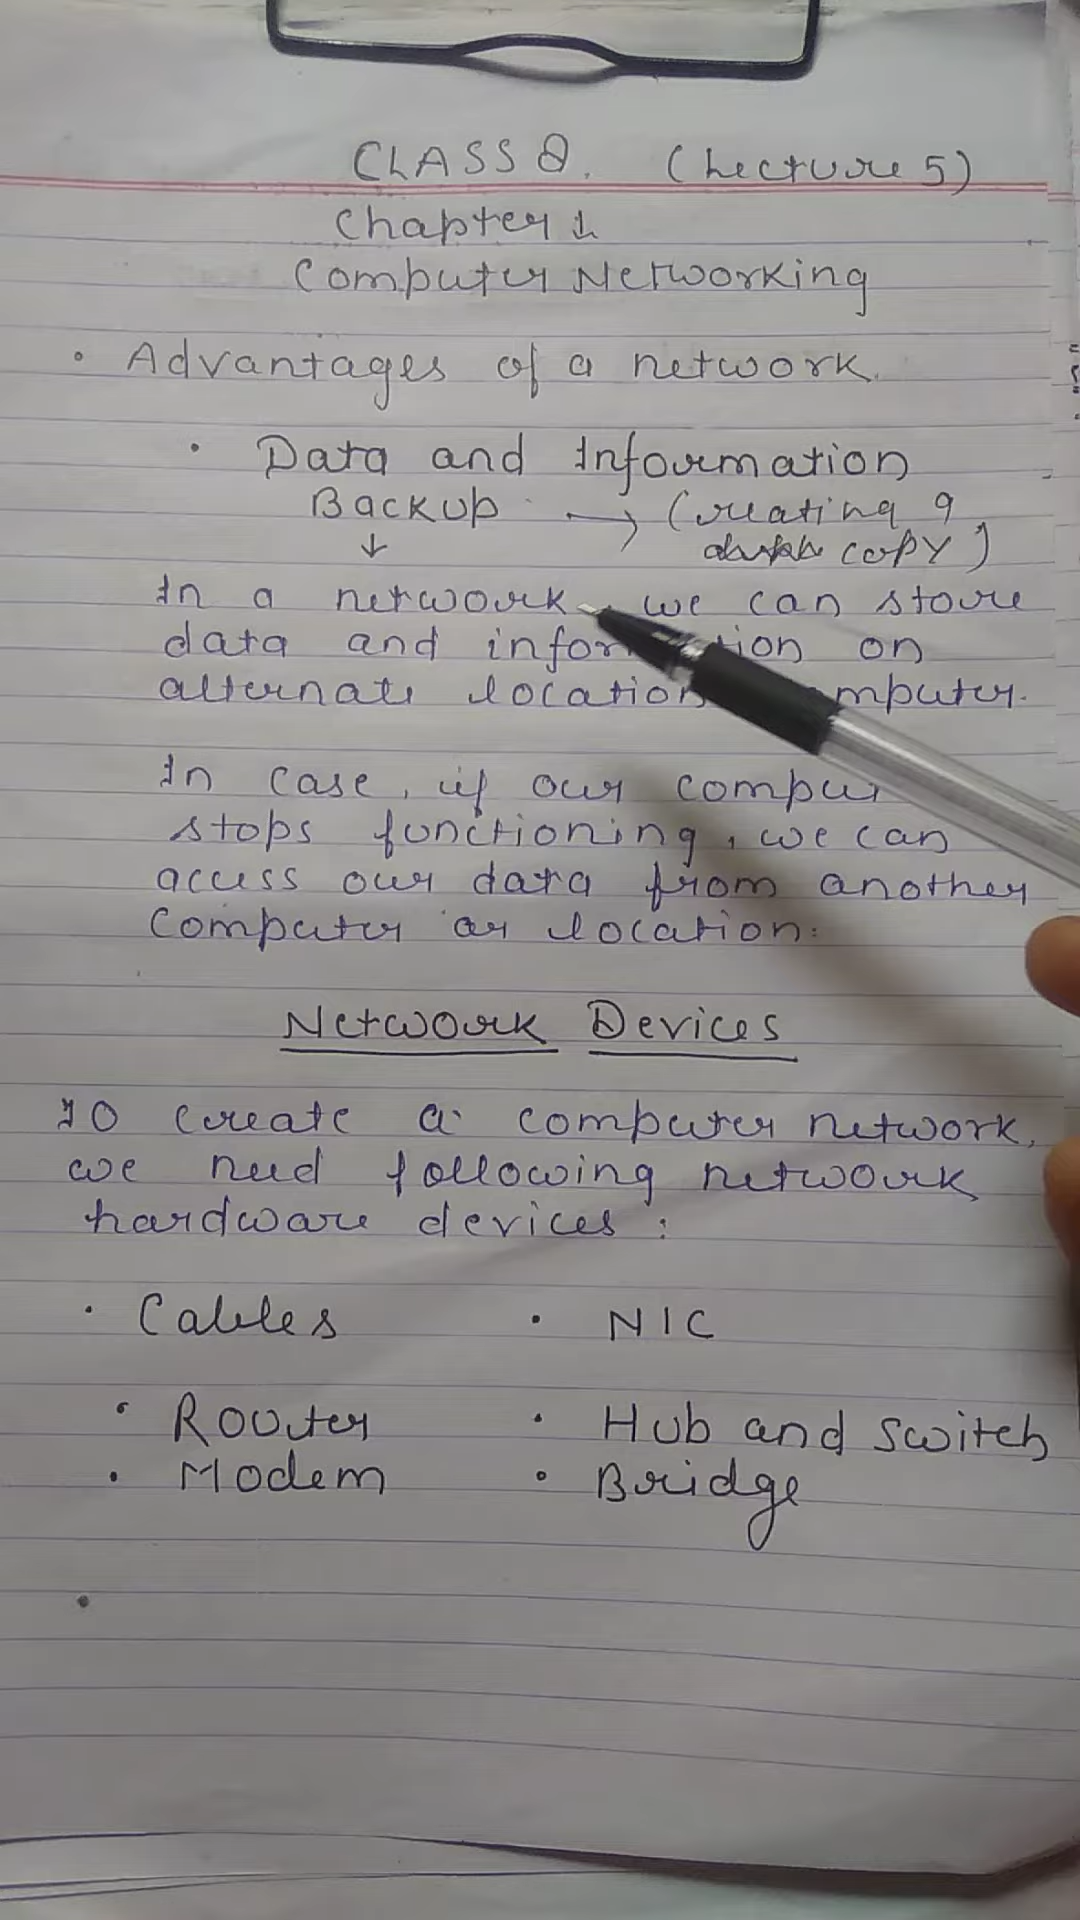 CLASS 8. (Lecture 5)
Chapter 1
Computer Networking
• Advantages of a network.
• Data and Information
Backup → (Creating a
copy)
↓
In a network, we can store
data and information on
alternate location
In case, if our
stops functioning, we can
access our data from another
Computer or location.
Network Devices
To create a computer network,
we need following network
hardware devices :
• Cables • NIC
• Router • Hub and Switch
• Modem • Bridge